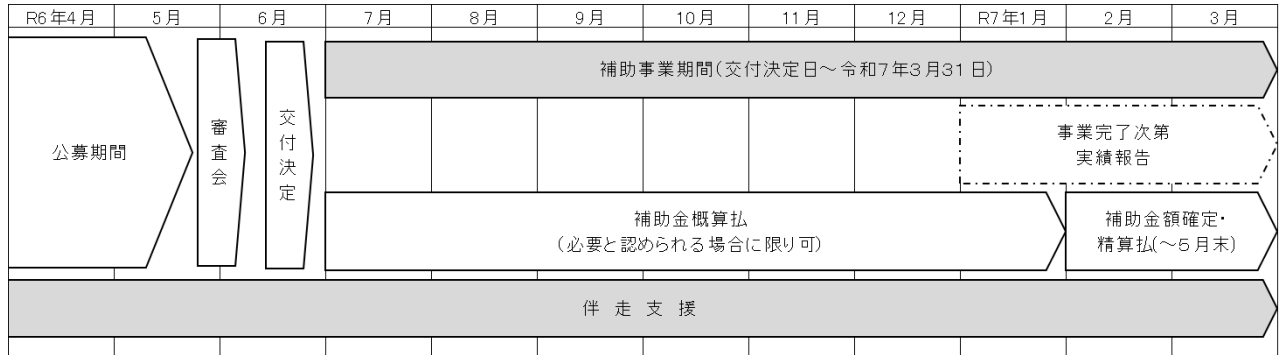 R6年4月 5月 6月 7月 8月 9月 10月 11月 12月 R7年1月 2月 3月
公募期間
審査会
交付決定
補助事業期間(交付決定日～令和7年3月31日)
事業完了次第
実績報告
補助金概算払
(必要と認められる場合に限り可)
補助金額確定・
精算払(～5月末)
伴走支援